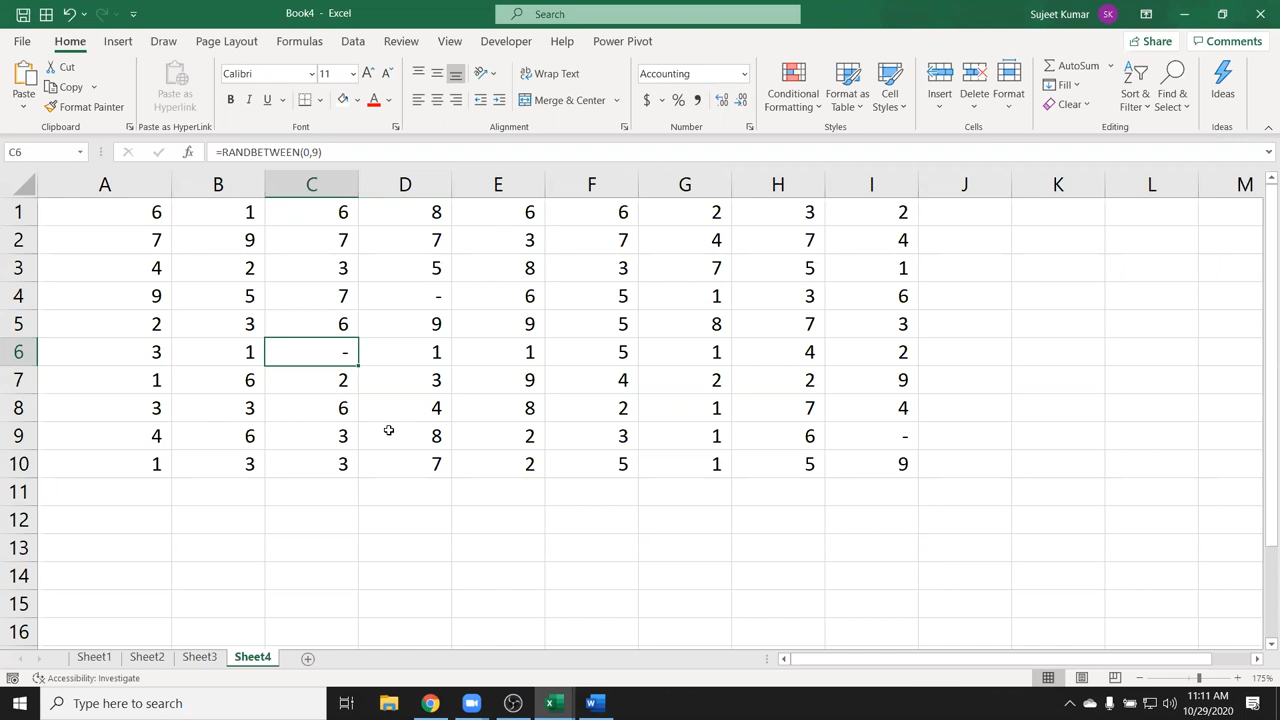 Book4 - Excel
Search
Sujeet Kumar
SK
File Home Insert Draw Page Layout Formulas Data Review View Developer Help Power Pivot
Share
Comments
Paste
Cut
Copy
Format Painter
Clipboard
Paste as
Hyperlink
Paste as HyperLink
Calibri
11
B I U
Font
Wrap Text
Merge & Center
Alignment
Accounting
$ % ,
Number
Conditional
Formatting
Format as
Table
Cell
Styles
Styles
Insert
Delete
Format
Cells
AutoSum
Fill
Clear
Sort &
Filter
Find &
Select
Editing
Ideas
Ideas
C6
fx
=RANDBETWEEN(0,9)
A B C D E F G H I J K L M
1 6 1 6 8 6 6 2 3 2
2 7 9 7 7 3 7 4 7 4
3 4 2 3 5 8 3 7 5 1
4 9 5 7 - 6 5 1 3 6
5 2 3 6 9 9 5 8 7 3
6 3 1 - 1 1 5 1 4 2
7 1 6 2 3 9 4 2 2 9
8 3 3 6 4 8 2 1 7 4
9 4 6 3 8 2 3 1 6 -
10 1 3 3 7 2 5 1 5 9
11
12
13
14
15
16
Sheet1 Sheet2 Sheet3 Sheet4
Accessibility: Investigate
175%
Type here to search
11:11 AM
10/29/2020